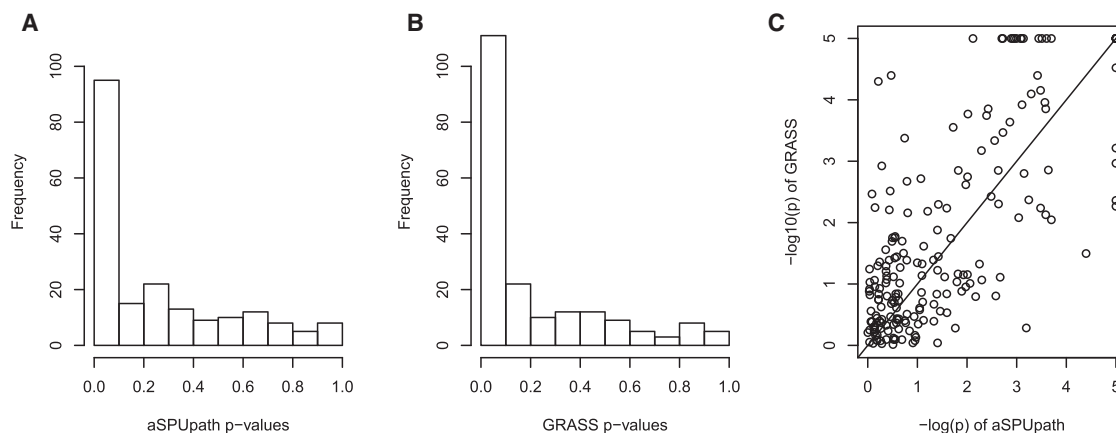 A
B
C
Frequency
0
20
40
60
80
100
0.0 0.2 0.4 0.6 0.8 1.0
aSPUpath p−values
Frequency
0
20
40
60
80
100
0.0 0.2 0.4 0.6 0.8 1.0
GRASS p−values
−log10(p) of GRASS
0
1
2
3
4
5
0 1 2 3 4 5
−log(p) of aSPUpath